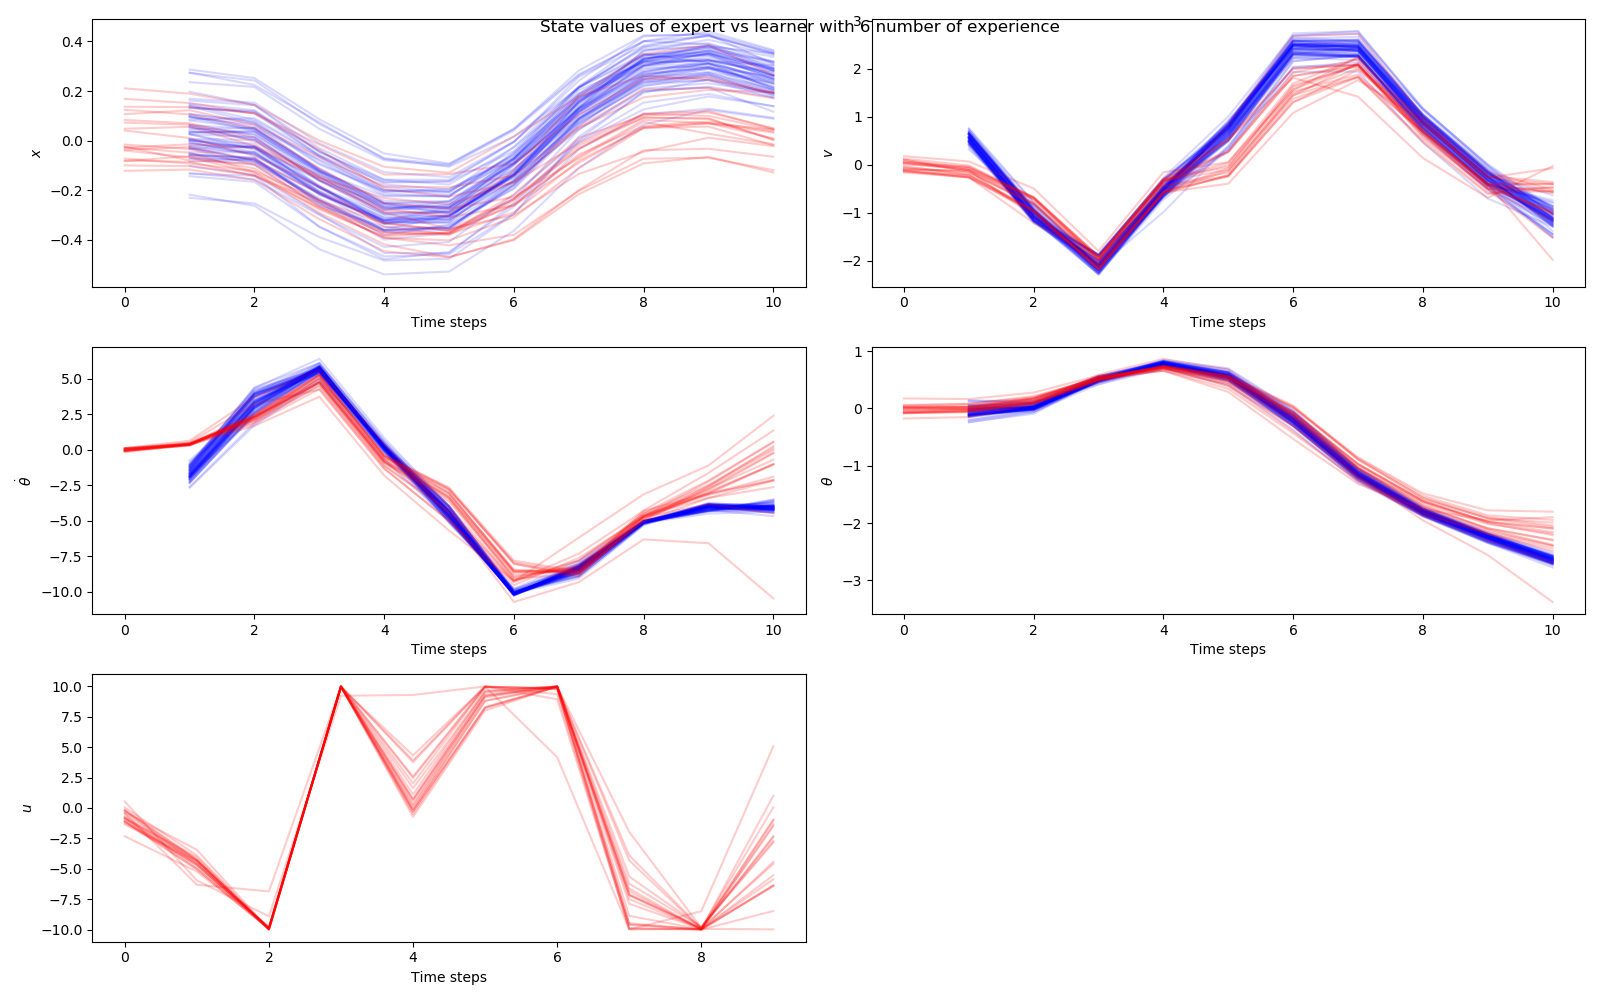 State values of expert vs learner with 6 number of experience
0.4
0.2
0.0
−0.2
−0.4
x
0 2 4 6 8 10
Time steps
3
2
1
0
−1
−2
v
0 2 4 6 8 10
Time steps
5.0
2.5
0.0
−2.5
−5.0
−7.5
−10.0
θ̇
0 2 4 6 8 10
Time steps
1
0
−1
−2
−3
θ
0 2 4 6 8 10
Time steps
10.0
7.5
5.0
2.5
0.0
−2.5
−5.0
−7.5
−10.0
u
0 2 4 6 8
Time steps